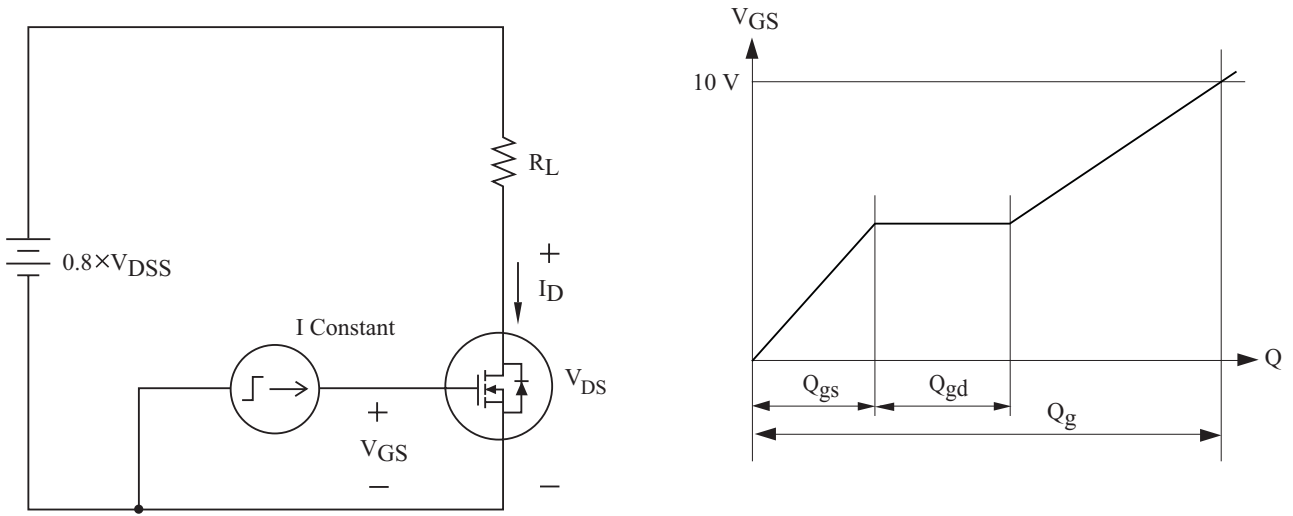 0.8×VDSS
RL
+
ID
I Constant
VDS
+
VGS
−
−
VGS
10 V
Q
Qgs
Qgd
Qg